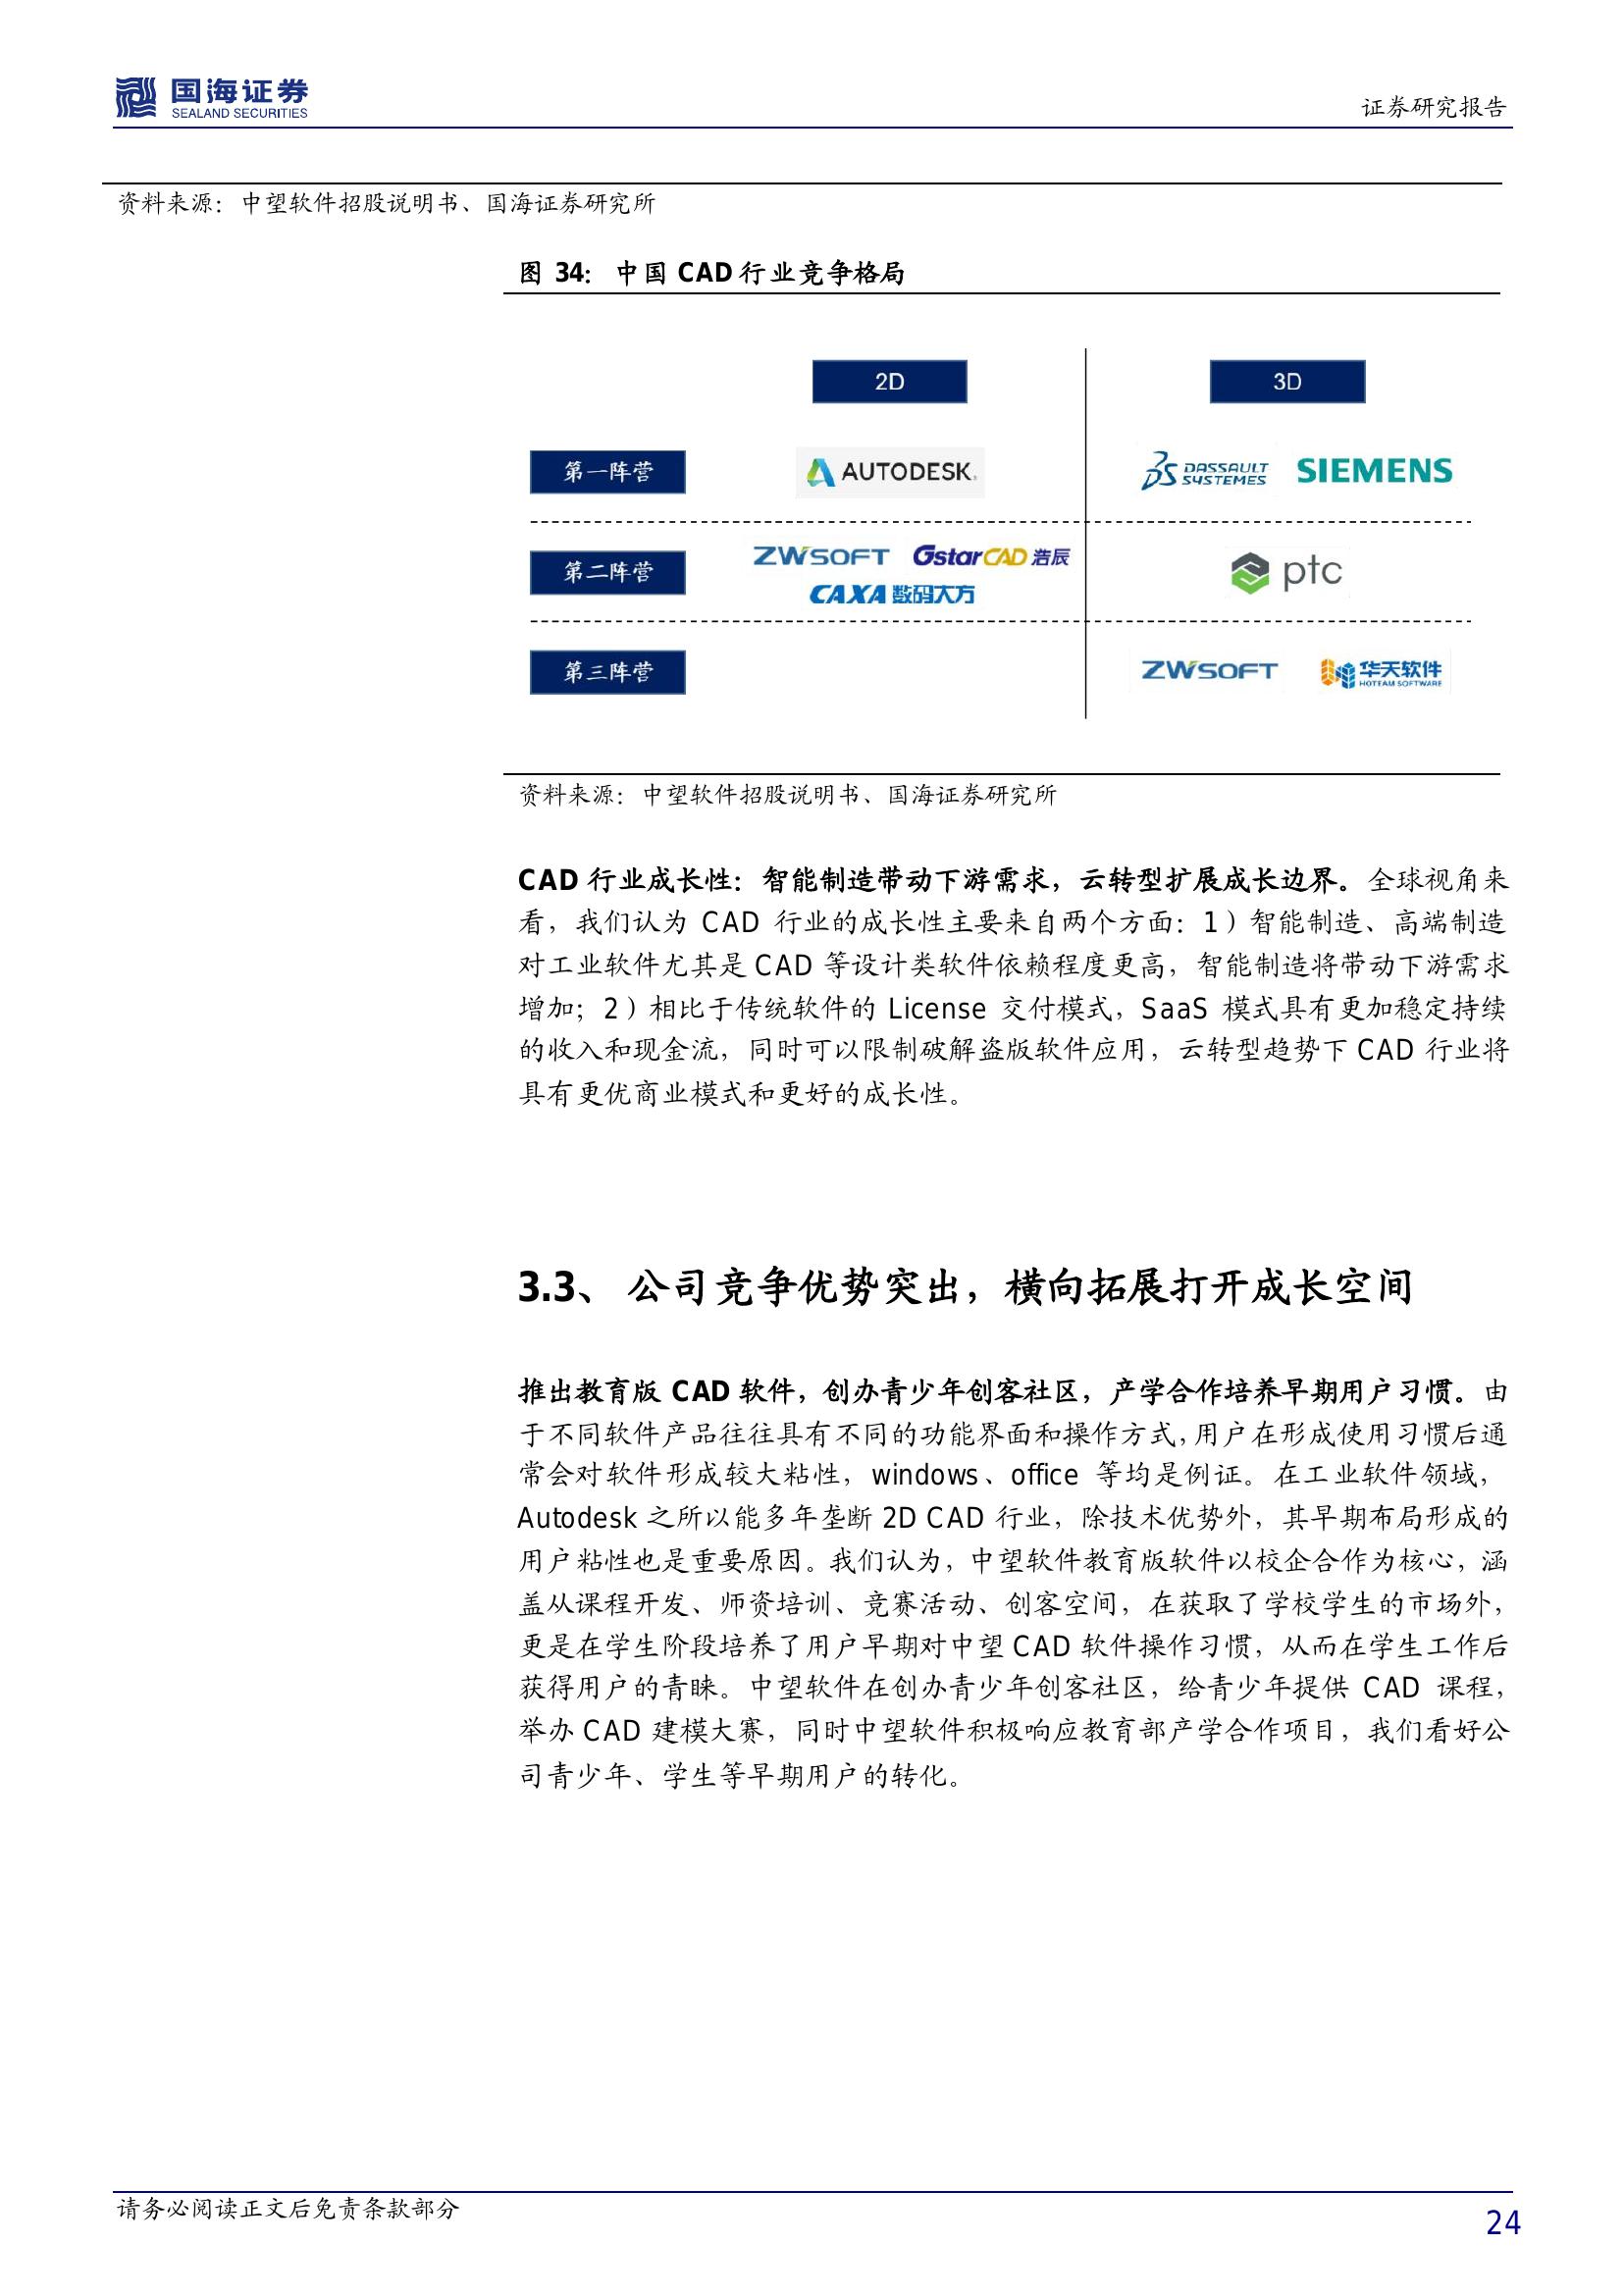 国海证券
SEALAND SECURITIES
证券研究报告
资料来源：中望软件招股说明书、国海证券研究所
图 34： 中国 CAD 行业竞争格局
2D
3D
第一阵营
AUTODESK.
DASSAULT SYSTEMES
SIEMENS
第二阵营
ZWSOFT GstarCAD 浩辰
CAXA 数码大方
ptc
第三阵营
ZWSOFT
华天软件
HOTEAM SOFTWARE
资料来源：中望软件招股说明书、国海证券研究所
CAD 行业成长性：智能制造带动下游需求，云转型扩展成长边界。全球视角来
看，我们认为 CAD 行业的成长性主要来自两个方面：1）智能制造、高端制造
对工业软件尤其是 CAD 等设计类软件依赖程度更高，智能制造将带动下游需求
增加；2）相比于传统软件的 License 交付模式，SaaS 模式具有更加稳定持续
的收入和现金流，同时可以限制破解盗版软件应用，云转型趋势下 CAD 行业将
具有更优商业模式和更好的成长性。
3.3、 公司竞争优势突出，横向拓展打开成长空间
推出教育版 CAD 软件，创办青少年创客社区，产学合作培养早期用户习惯。由
于不同软件产品往往具有不同的功能界面和操作方式，用户在形成使用习惯后通
常会对软件形成较大粘性，windows、office 等均是例证。在工业软件领域，
Autodesk 之所以能多年垄断 2D CAD 行业，除技术优势外，其早期布局形成的
用户粘性也是重要原因。我们认为，中望软件教育版软件以校企合作为核心，涵
盖从课程开发、师资培训、竞赛活动、创客空间，在获取了学校学生的市场外，
更是在学生阶段培养了用户早期对中望 CAD 软件操作习惯，从而在学生工作后
获得用户的青睐。中望软件在创办青少年创客社区，给青少年提供 CAD 课程，
举办 CAD 建模大赛，同时中望软件积极响应教育部产学合作项目，我们看好公
司青少年、学生等早期用户的转化。
请务必阅读正文后免责条款部分
24